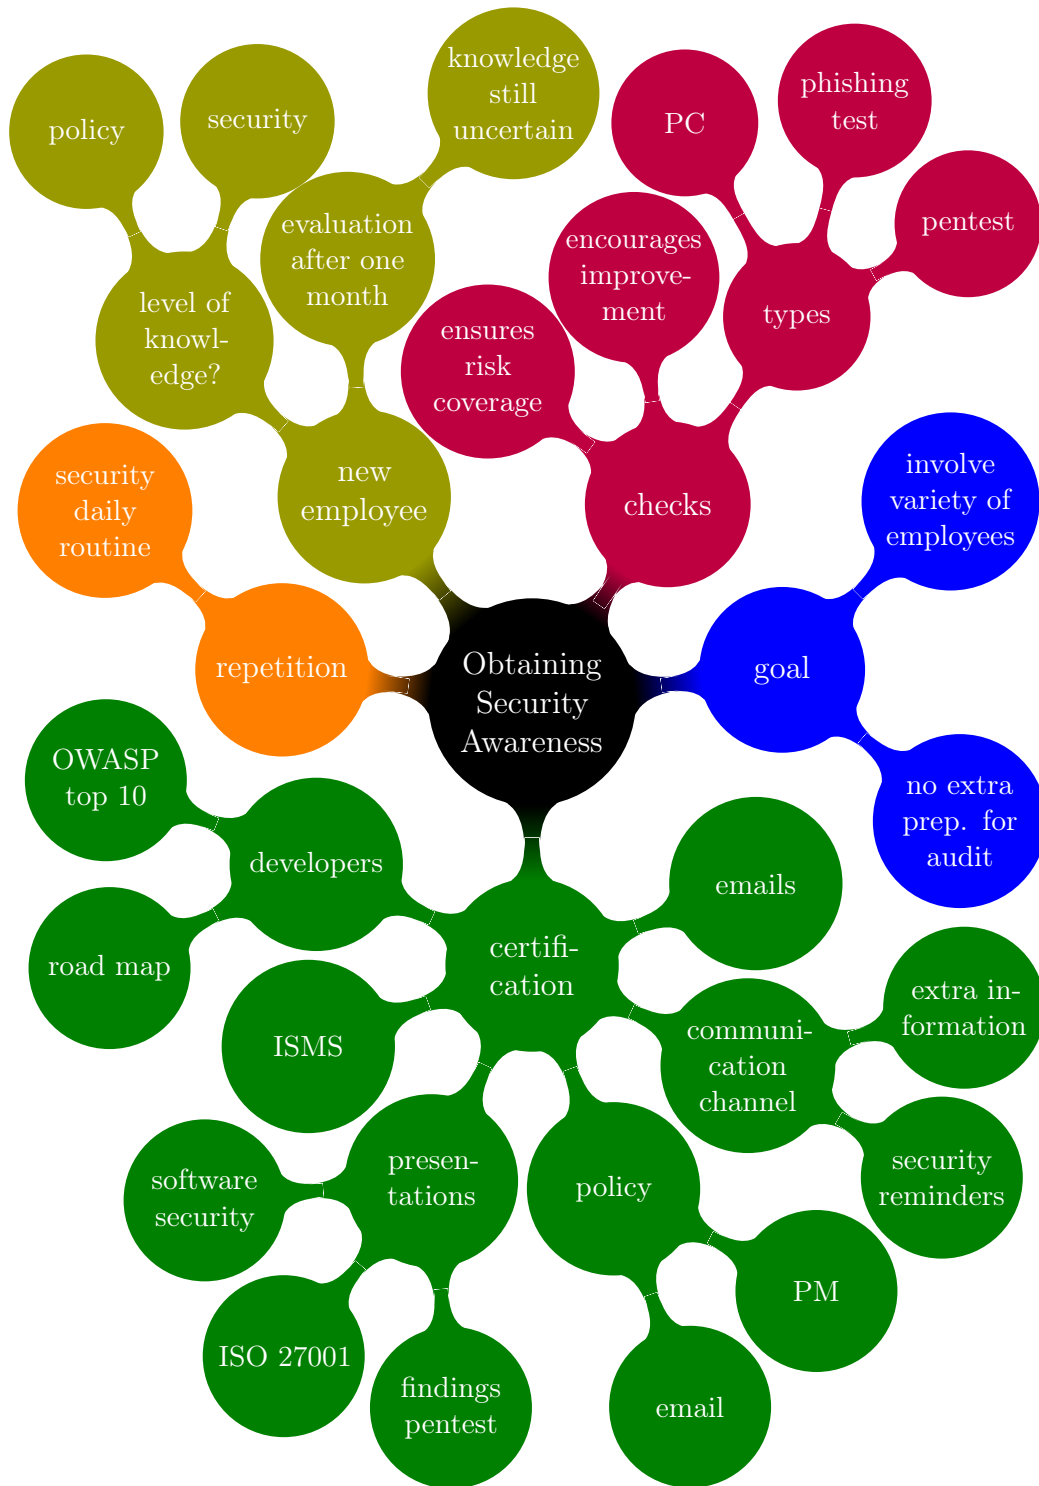 knowledge
still
uncertain
policy
security
PC
phishing
test
pentest
evaluation
after one
month
encourages
improve-
ment
level of
knowl-
edge?
ensures
risk
coverage
types
security
daily
routine
new
employee
checks
involve
variety of
employees
repetition
Obtaining
Security
Awareness
goal
OWASP
top 10
no extra
prep. for
audit
developers
emails
road map
certifi-
cation
extra in-
formation
ISMS
communi-
cation
channel
software
security
presen-
tations
policy
security
reminders
PM
ISO 27001
findings
pentest
email